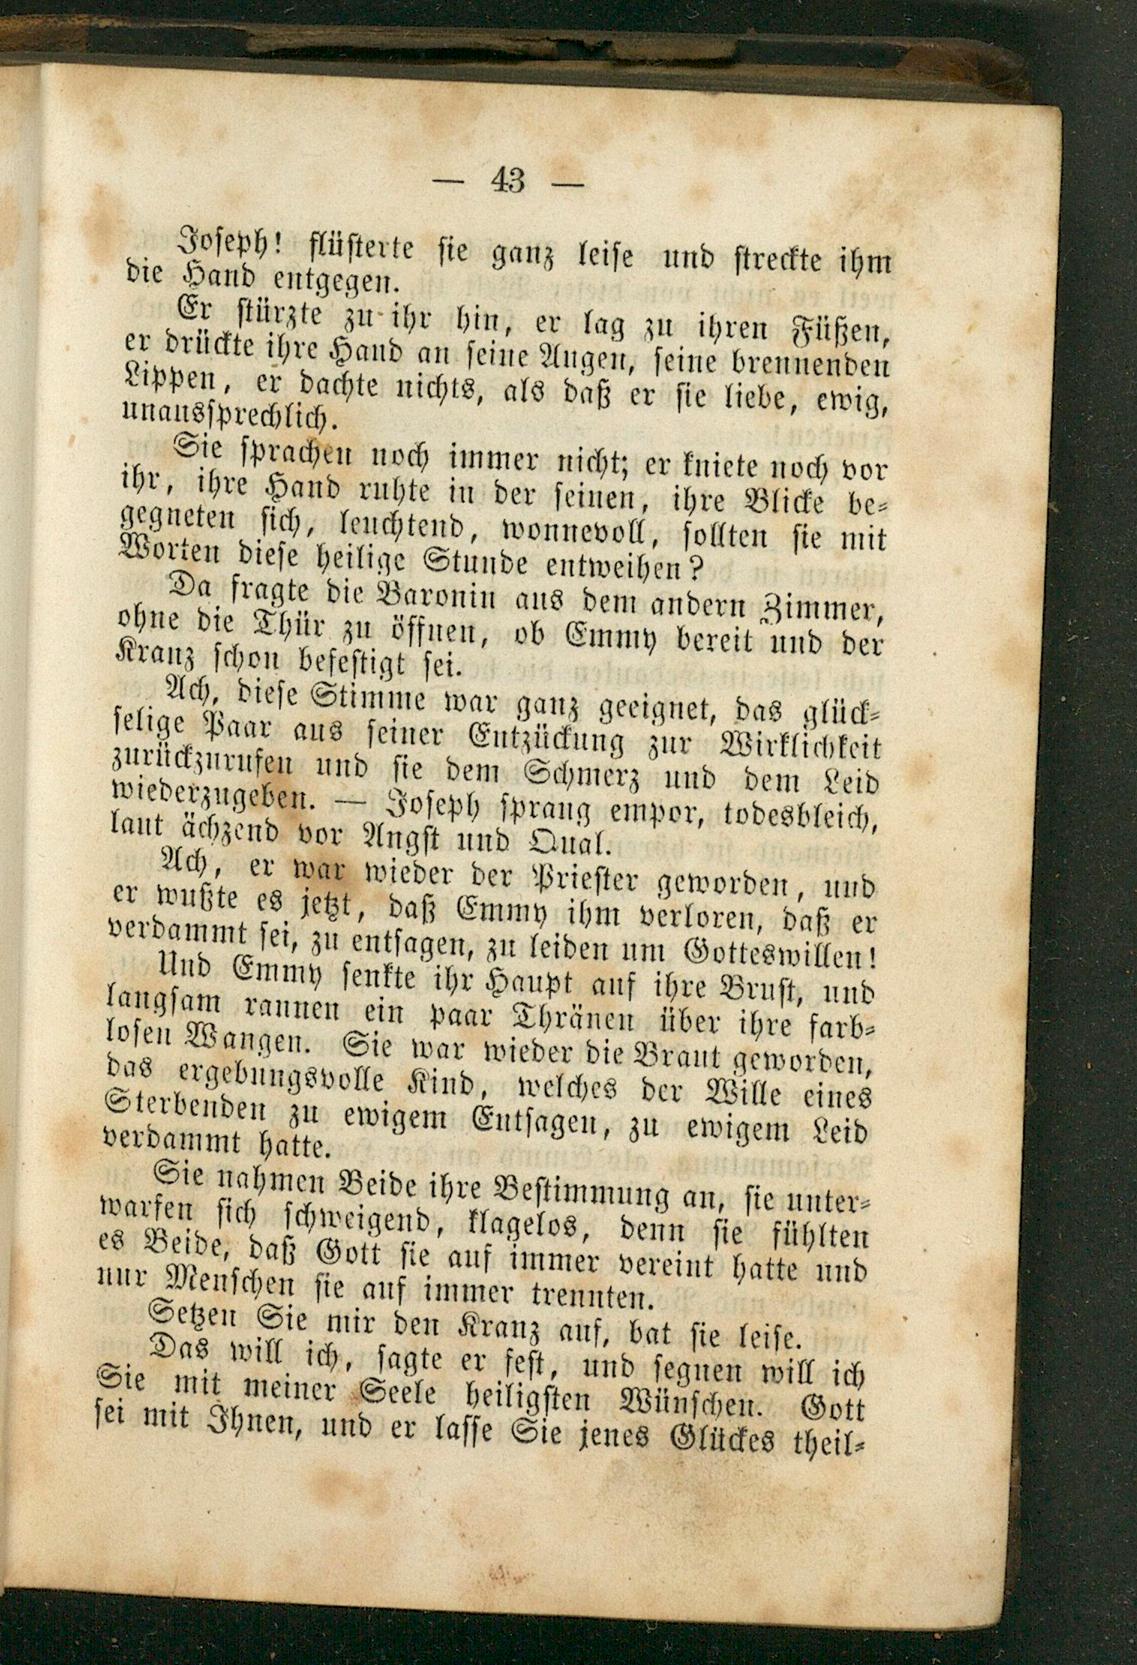 — 43 —
Joseph! flüsterte sie ganz leise und streckte ihm
die Hand entgegen.
Er stürzte zu ihr hin, er lag zu ihren Füßen,
er drückte ihre Hand an seine Augen, seine brennenden
Lippen, er dachte nichts, als daß er sie liebe, ewig,
unaussprechlich.
Sie sprachen noch immer nicht; er kniete noch vor
ihr, ihre Hand ruhte in der seinen, ihre Blicke be-
gegneten sich, leuchtend, wonnevoll, sollten sie mit
Worten diese heilige Stunde entweihen?
Da fragte die Baronin aus dem andern Zimmer,
ohne die Thür zu öffnen, ob Emmy bereit und der
Kranz schon befestigt sei.
Ach, diese Stimme war ganz geeignet, das glück-
selige Paar aus seiner Entzückung zur Wirklichkeit
zurückzurufen und sie dem Schmerz und dem Leid
wiederzugeben. — Joseph sprang empor, todesbleich,
laut ächzend vor Angst und Qual.
Ach, er war wieder der Priester geworden, und
er wußte es jetzt, daß Emmy ihm verloren, daß er
verdammt sei, zu entsagen, zu leiden um Gotteswillen!
Und Emmy senkte ihr Haupt auf ihre Brust, und
langsam rannen ein paar Thränen über ihre farb-
losen Wangen. Sie war wieder die Braut geworden,
das ergebungsvolle Kind, welches der Wille eines
Sterbenden zu ewigem Entsagen, zu ewigem Leid
verdammt hatte.
Sie nahmen Beide ihre Bestimmung an, sie unter-
warfen sich schweigend, klagelos, denn sie fühlten
es Beide, daß Gott sie auf immer vereint hatte und
nur Menschen sie auf immer trennten.
Setzen Sie mir den Kranz auf, bat sie leise.
Das will ich, sagte er fest, und segnen will ich
Sie mit meiner Seele heiligsten Wünschen. Gott
sei mit Ihnen, und er lasse Sie jenes Glückes theil-